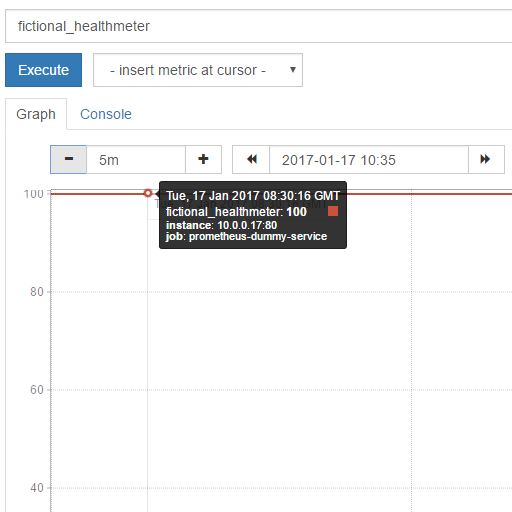 fictional_healthmeter
Execute
- insert metric at cursor -
Graph Console
5m 2017-01-17 10:35
100
Tue, 17 Jan 2017 08:30:16 GMT
fictional_healthmeter: 100
instance: 10.0.0.17:80
job: prometheus-dummy-service
80
60
40